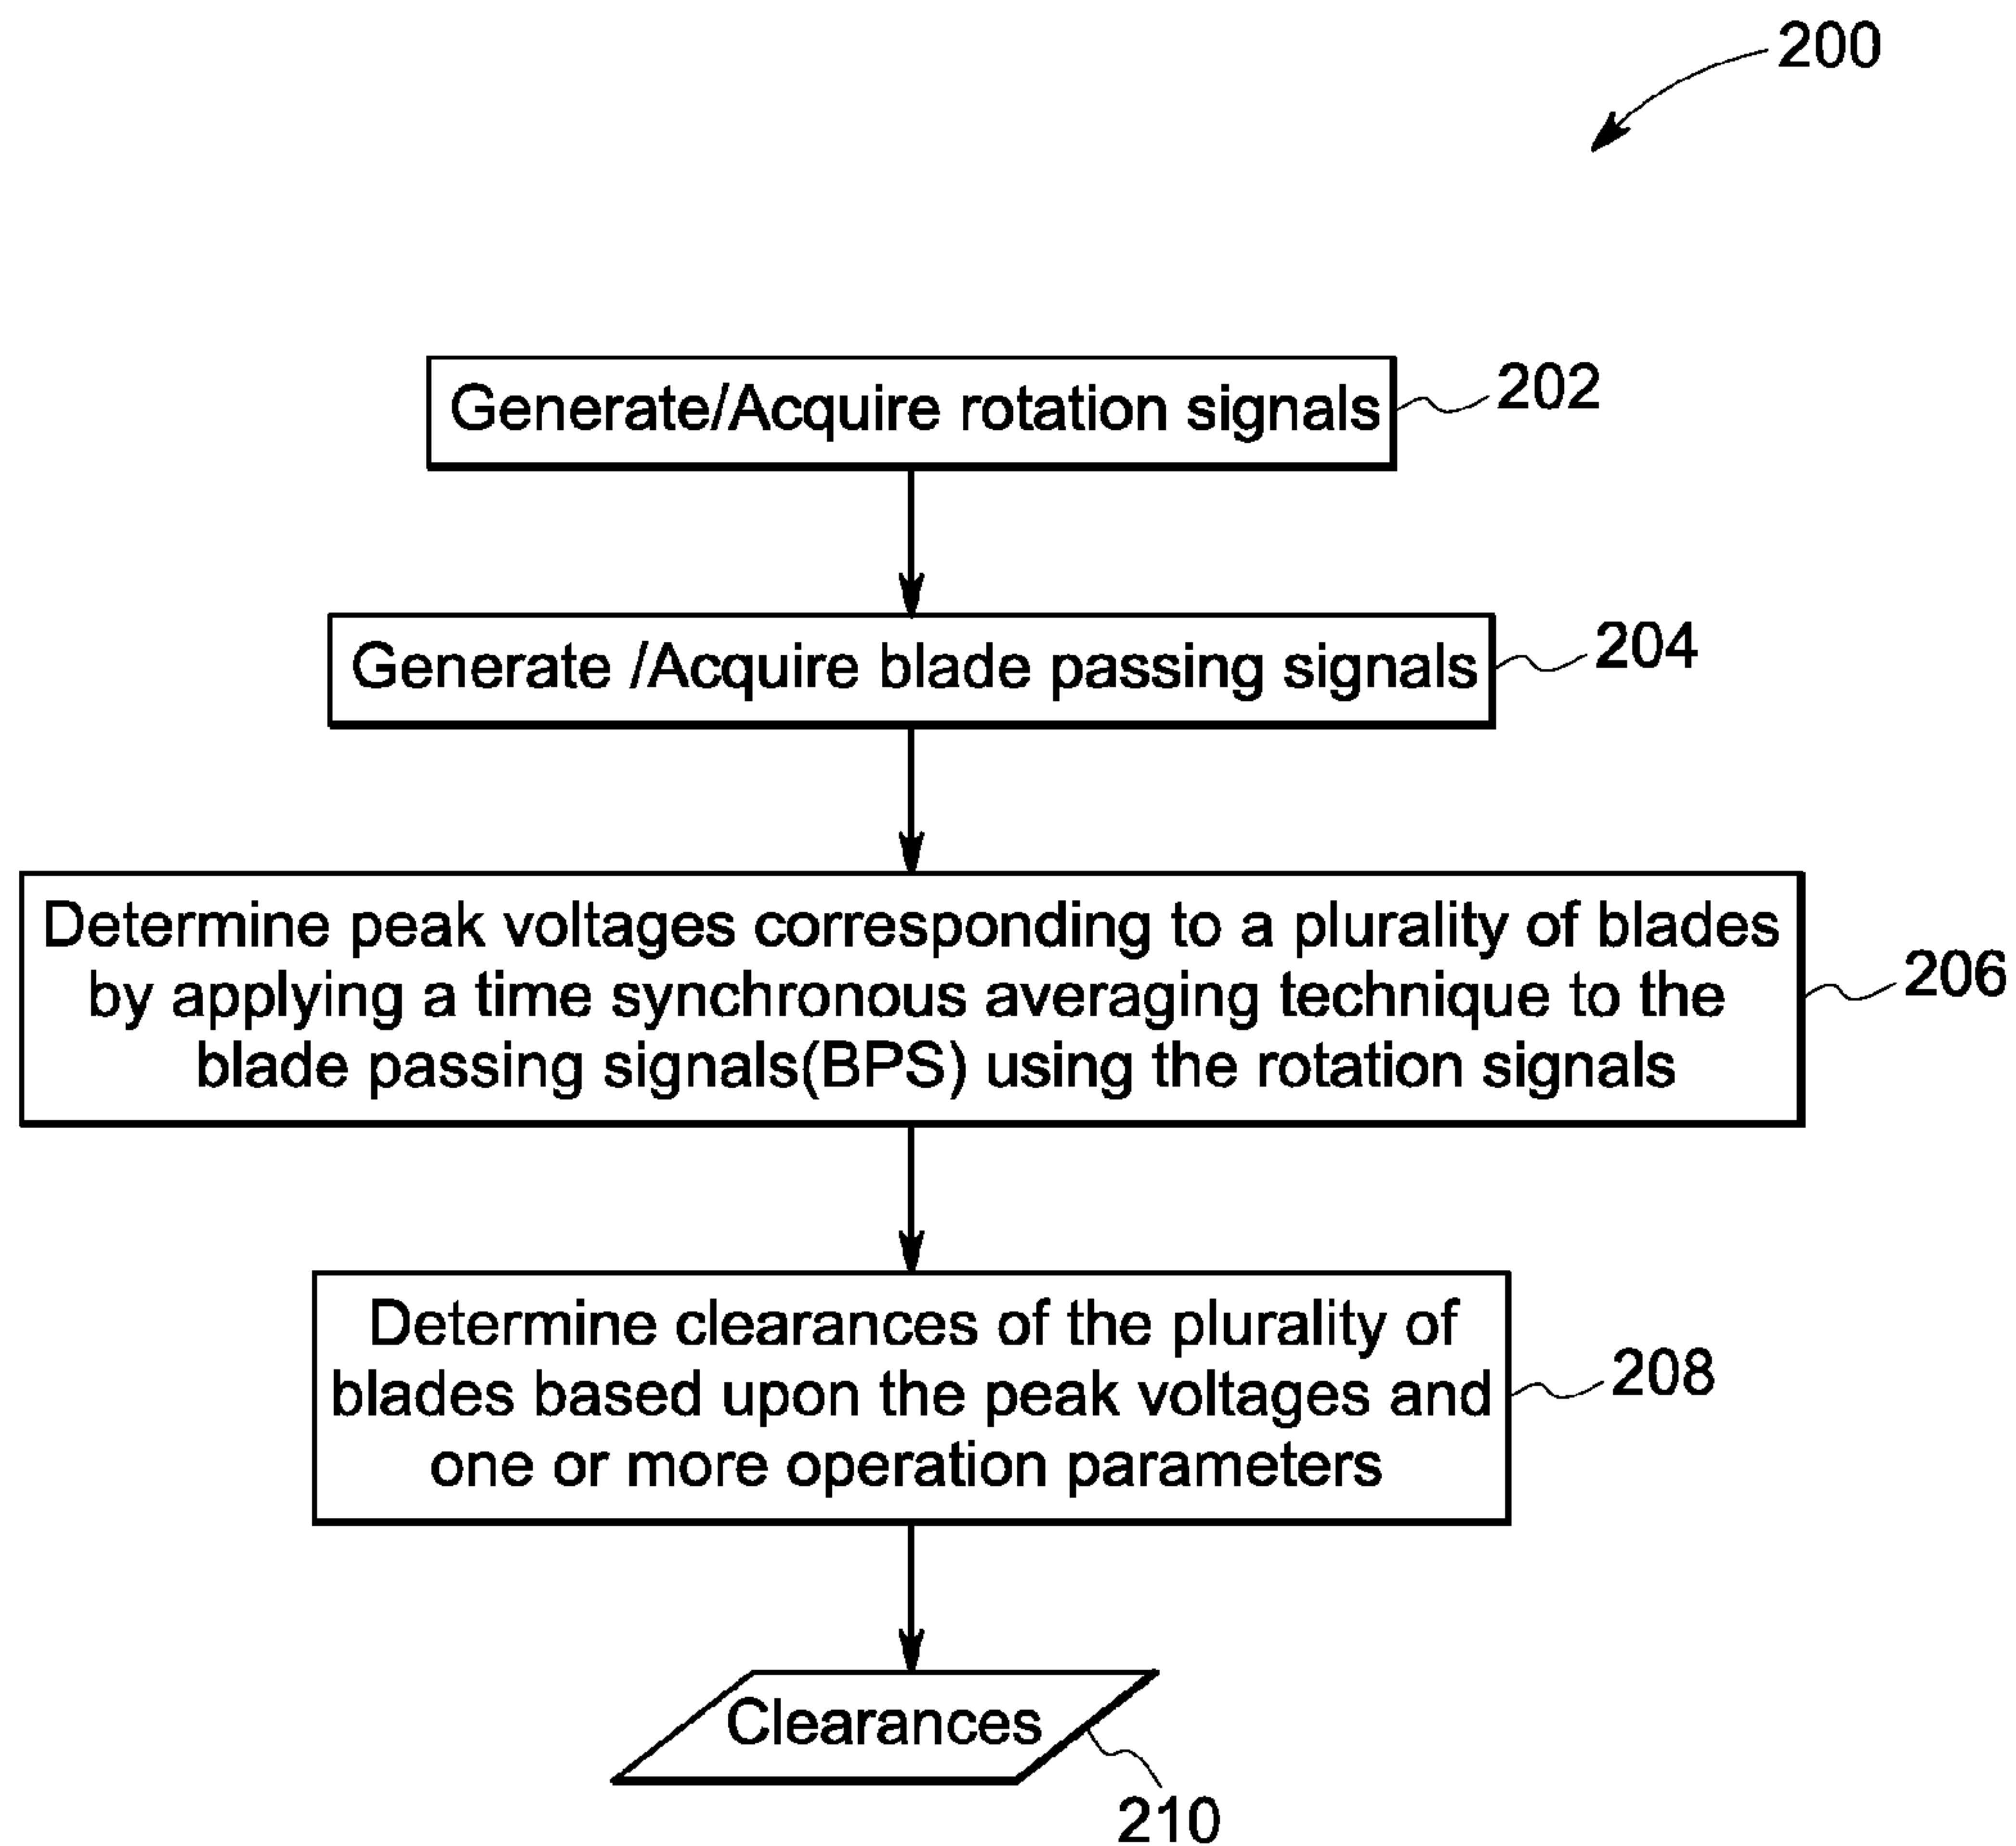 200
Generate/Acquire rotation signals
202
Generate /Acquire blade passing signals
204
Determine peak voltages corresponding to a plurality of blades
by applying a time synchronous averaging technique to the
blade passing signals(BPS) using the rotation signals
206
Determine clearances of the plurality of
blades based upon the peak voltages and
one or more operation parameters
208
Clearances
210